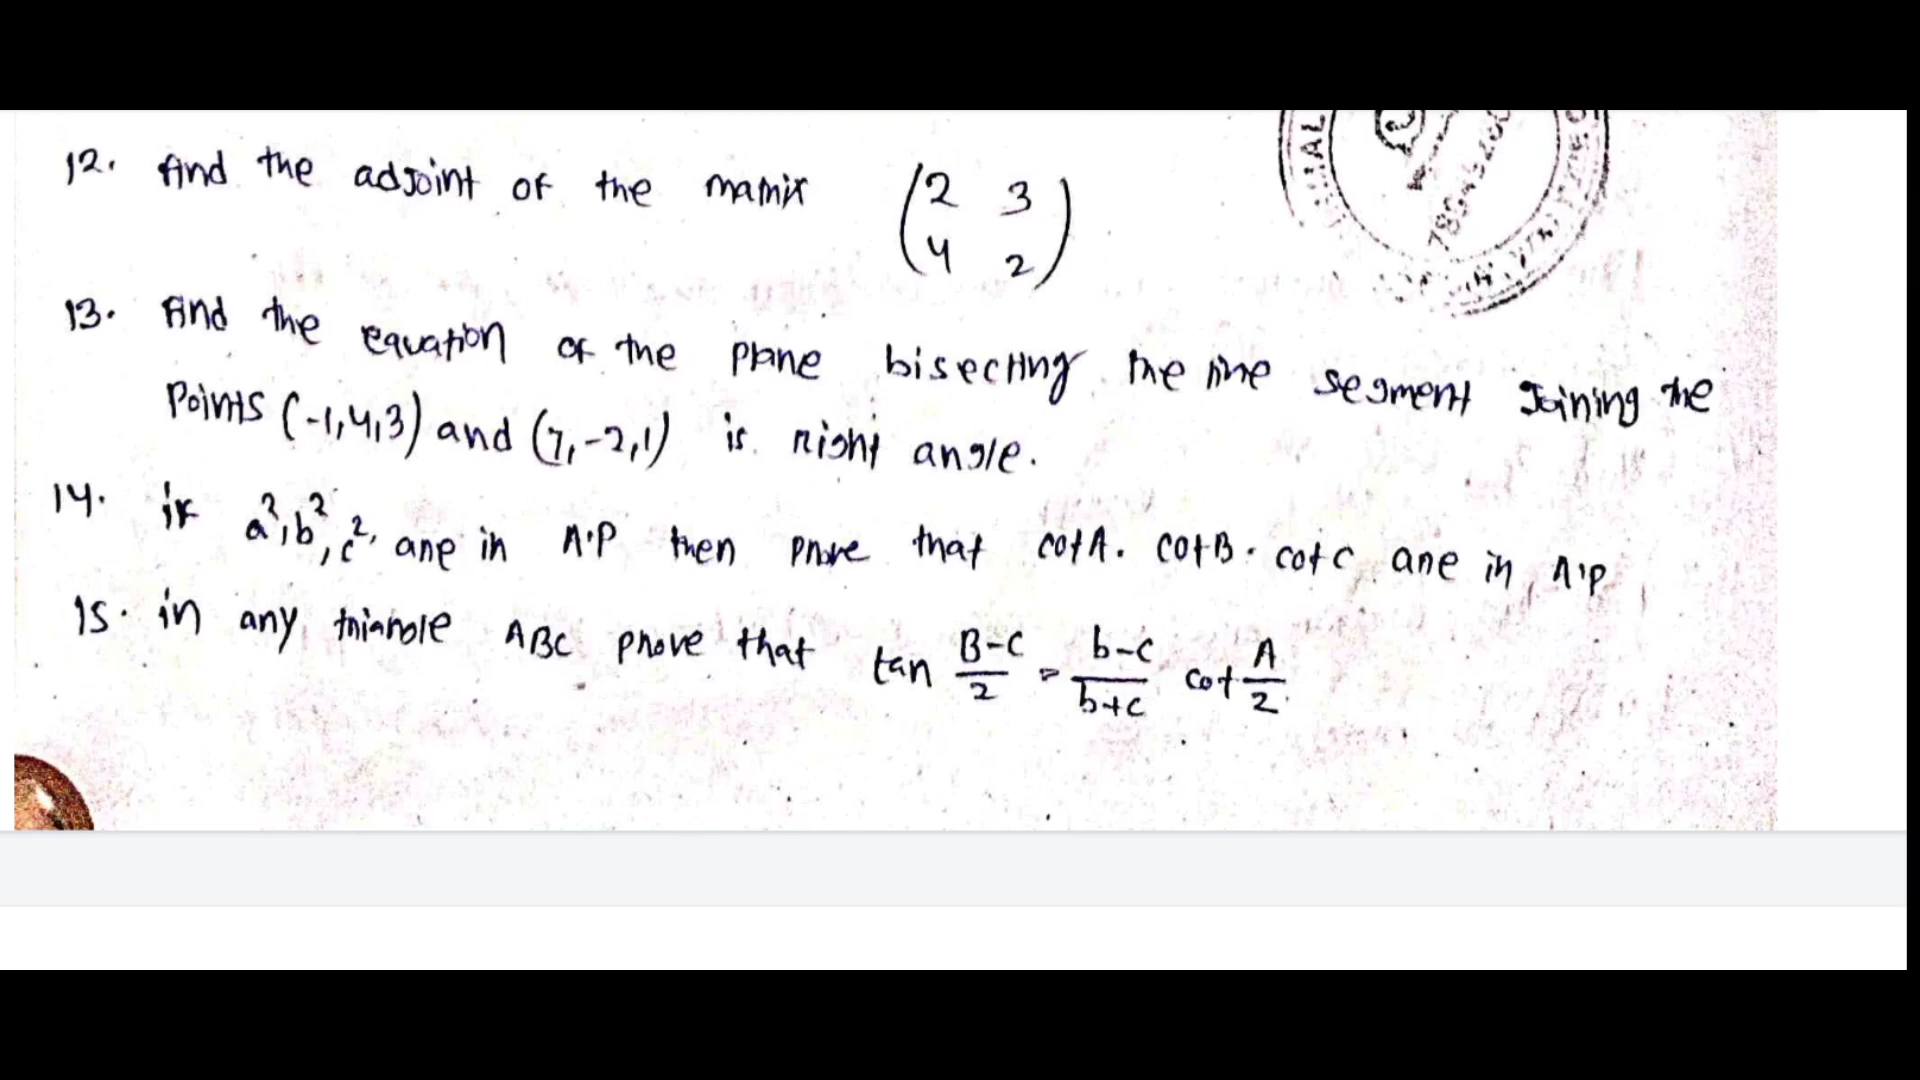 12. find the adjoint of the matrix (2 3
4 2)
13. find the equation of the plane bisecting the line segment joining the
points (-1,4,3) and (7,-2,1) is right angle.
14. if a²,b²,c², are in A.P then prove that cotA. cotB. cotC are in A.P
15. in any triangle ABC prove that tan B-C/2 = b-c/b+c cot A/2